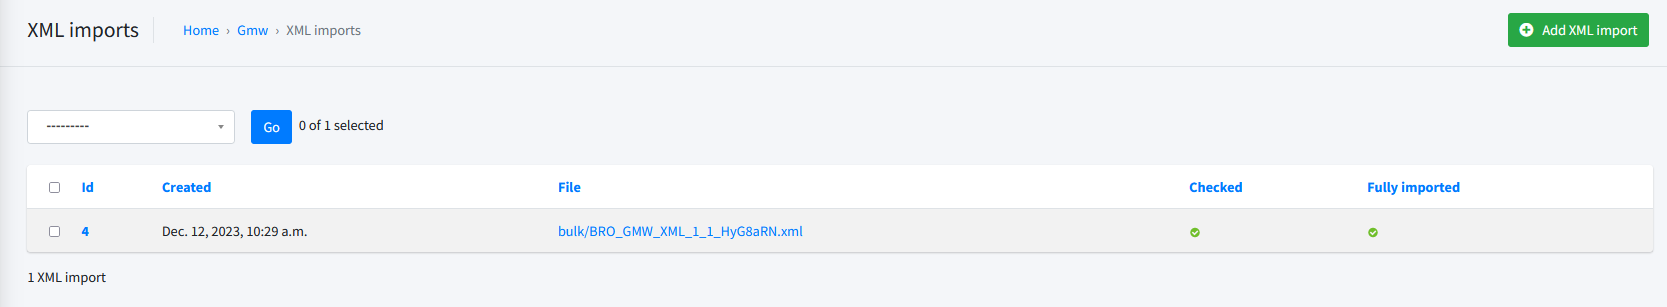 XML imports
Home › Gmw › XML imports
Add XML import
---------
Go
0 of 1 selected
Id Created File Checked Fully imported
4 Dec. 12, 2023, 10:29 a.m. bulk/BRO_GMW_XML_1_1_HyG8aRN.xml
1 XML import